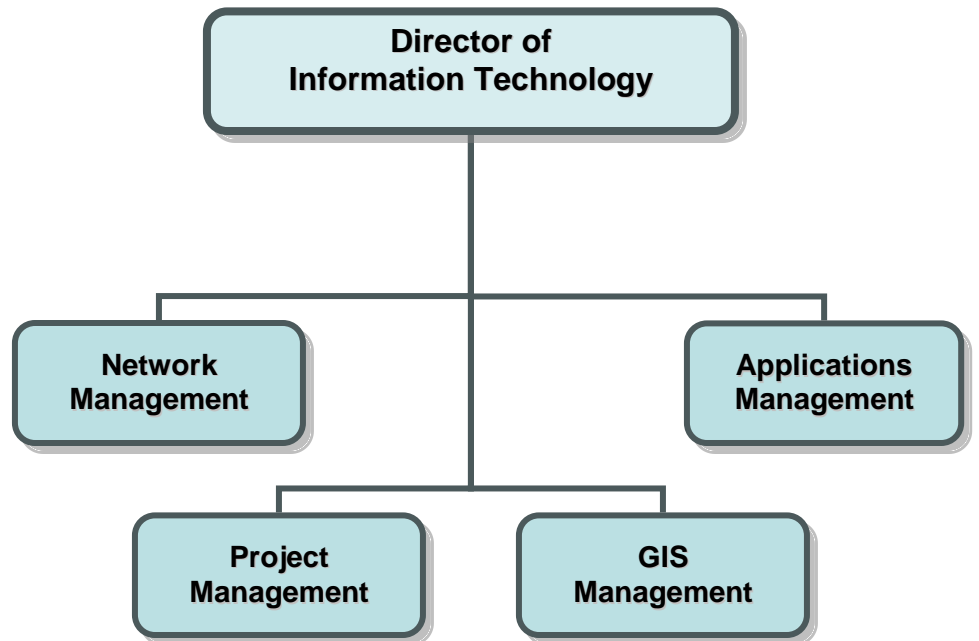 Director of
Information Technology
Network
Management
Applications
Management
Project
Management
GIS
Management